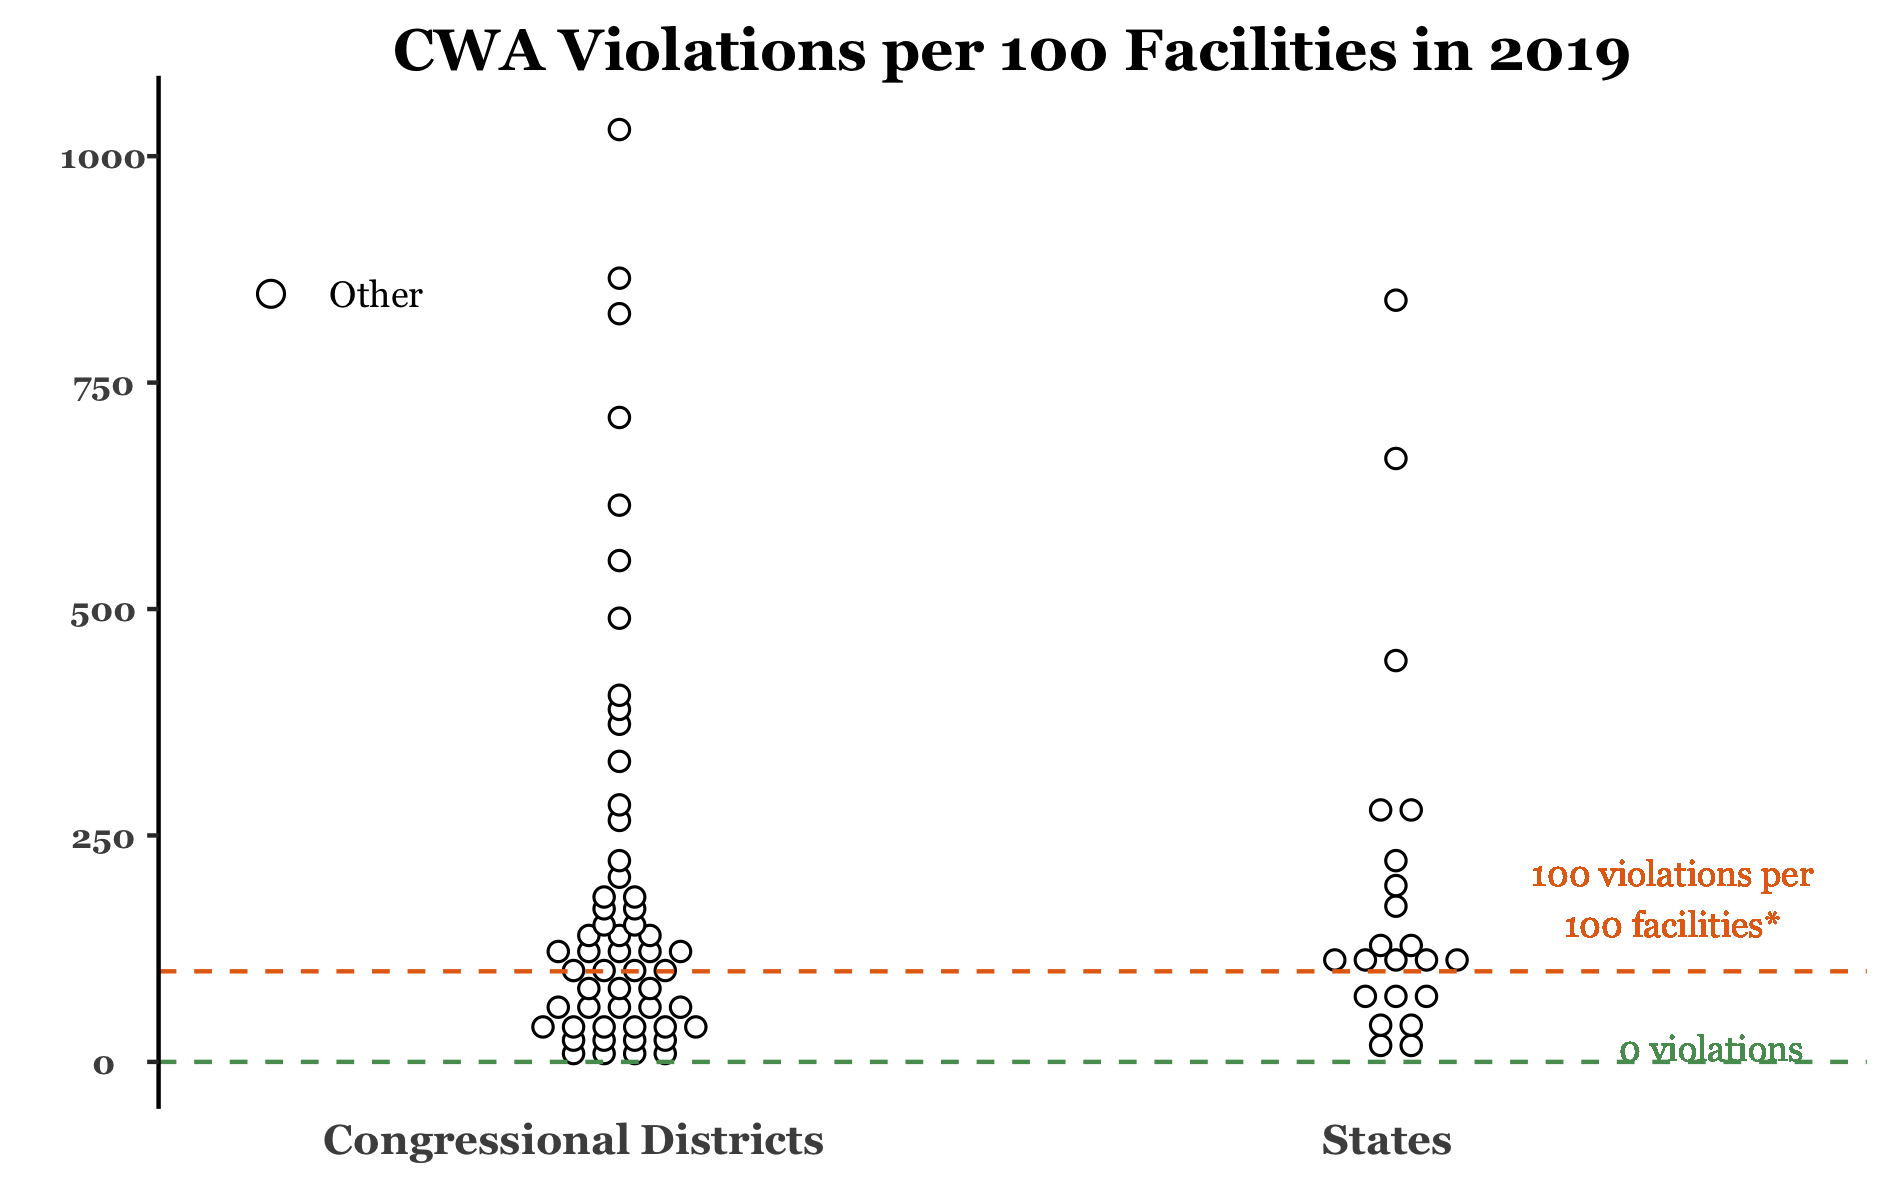 CWA Violations per 100 Facilities in 2019
1000
Other
750
500
250
100 violations per
100 facilities*
0 violations
0
Congressional Districts
States